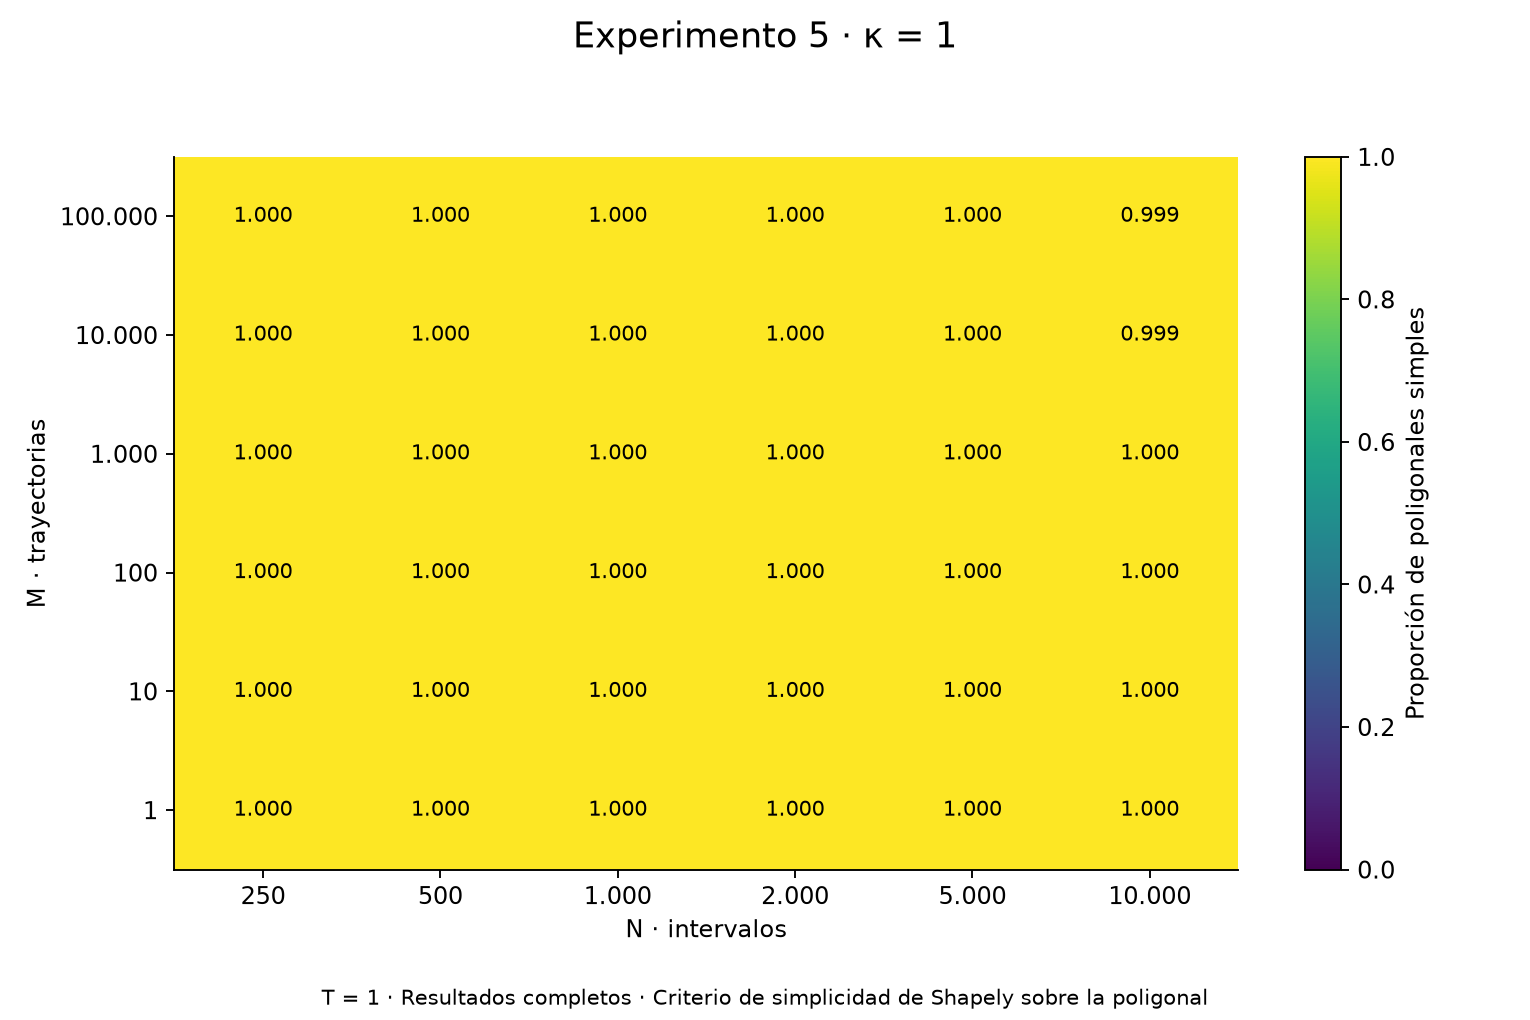 Experimento 5 · κ = 1
100.000 1.000 1.000 1.000 1.000 1.000 0.999
10.000 1.000 1.000 1.000 1.000 1.000 0.999
1.000 1.000 1.000 1.000 1.000 1.000 1.000
100 1.000 1.000 1.000 1.000 1.000 1.000
10 1.000 1.000 1.000 1.000 1.000 1.000
1 1.000 1.000 1.000 1.000 1.000 1.000
250 500 1.000 2.000 5.000 10.000
N · intervalos
M · trayectorias
1.0
0.8
0.6
0.4
0.2
0.0
Proporción de poligonales simples
T = 1 · Resultados completos · Criterio de simplicidad de Shapely sobre la poligonal